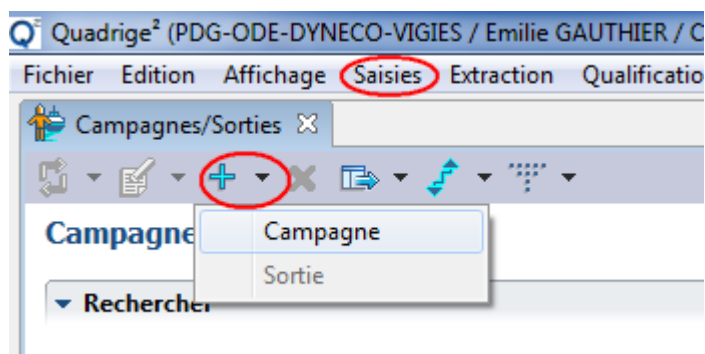 Quadrige² (PDG-ODE-DYNECO-VIGIES / Emilie GAUTHIER / C
Fichier Edition Affichage Saisies Extraction Qualificatio
Campagnes/Sorties
Campagne
Campagne
Sortie
Rechercher